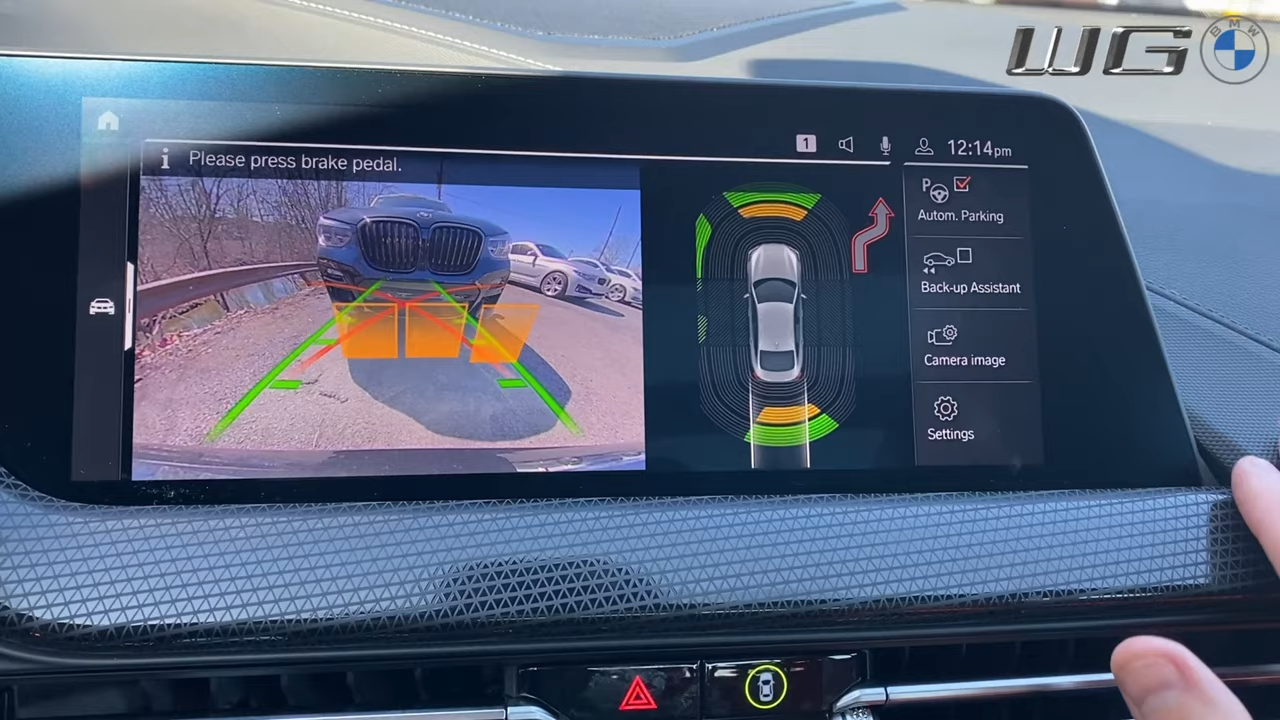 WG
BMW
1
12:14pm
i Please press brake pedal.
P
Autom. Parking
Back-up Assistant
Camera image
Settings